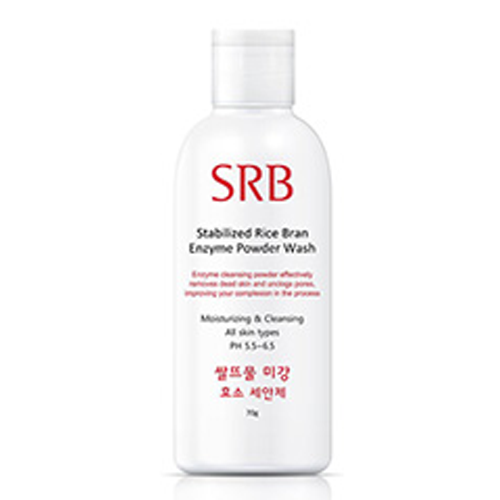 SRB
Stabilized Rice Bran
Enzyme Powder Wash
Enzyme cleansing powder effectively
removes dead skin and unclogs pores,
improving your complexion in the process
Moisturizing & Cleansing
All skin types
PH 5.5~6.5
쌀뜨물 미강
효소 세안제
70g